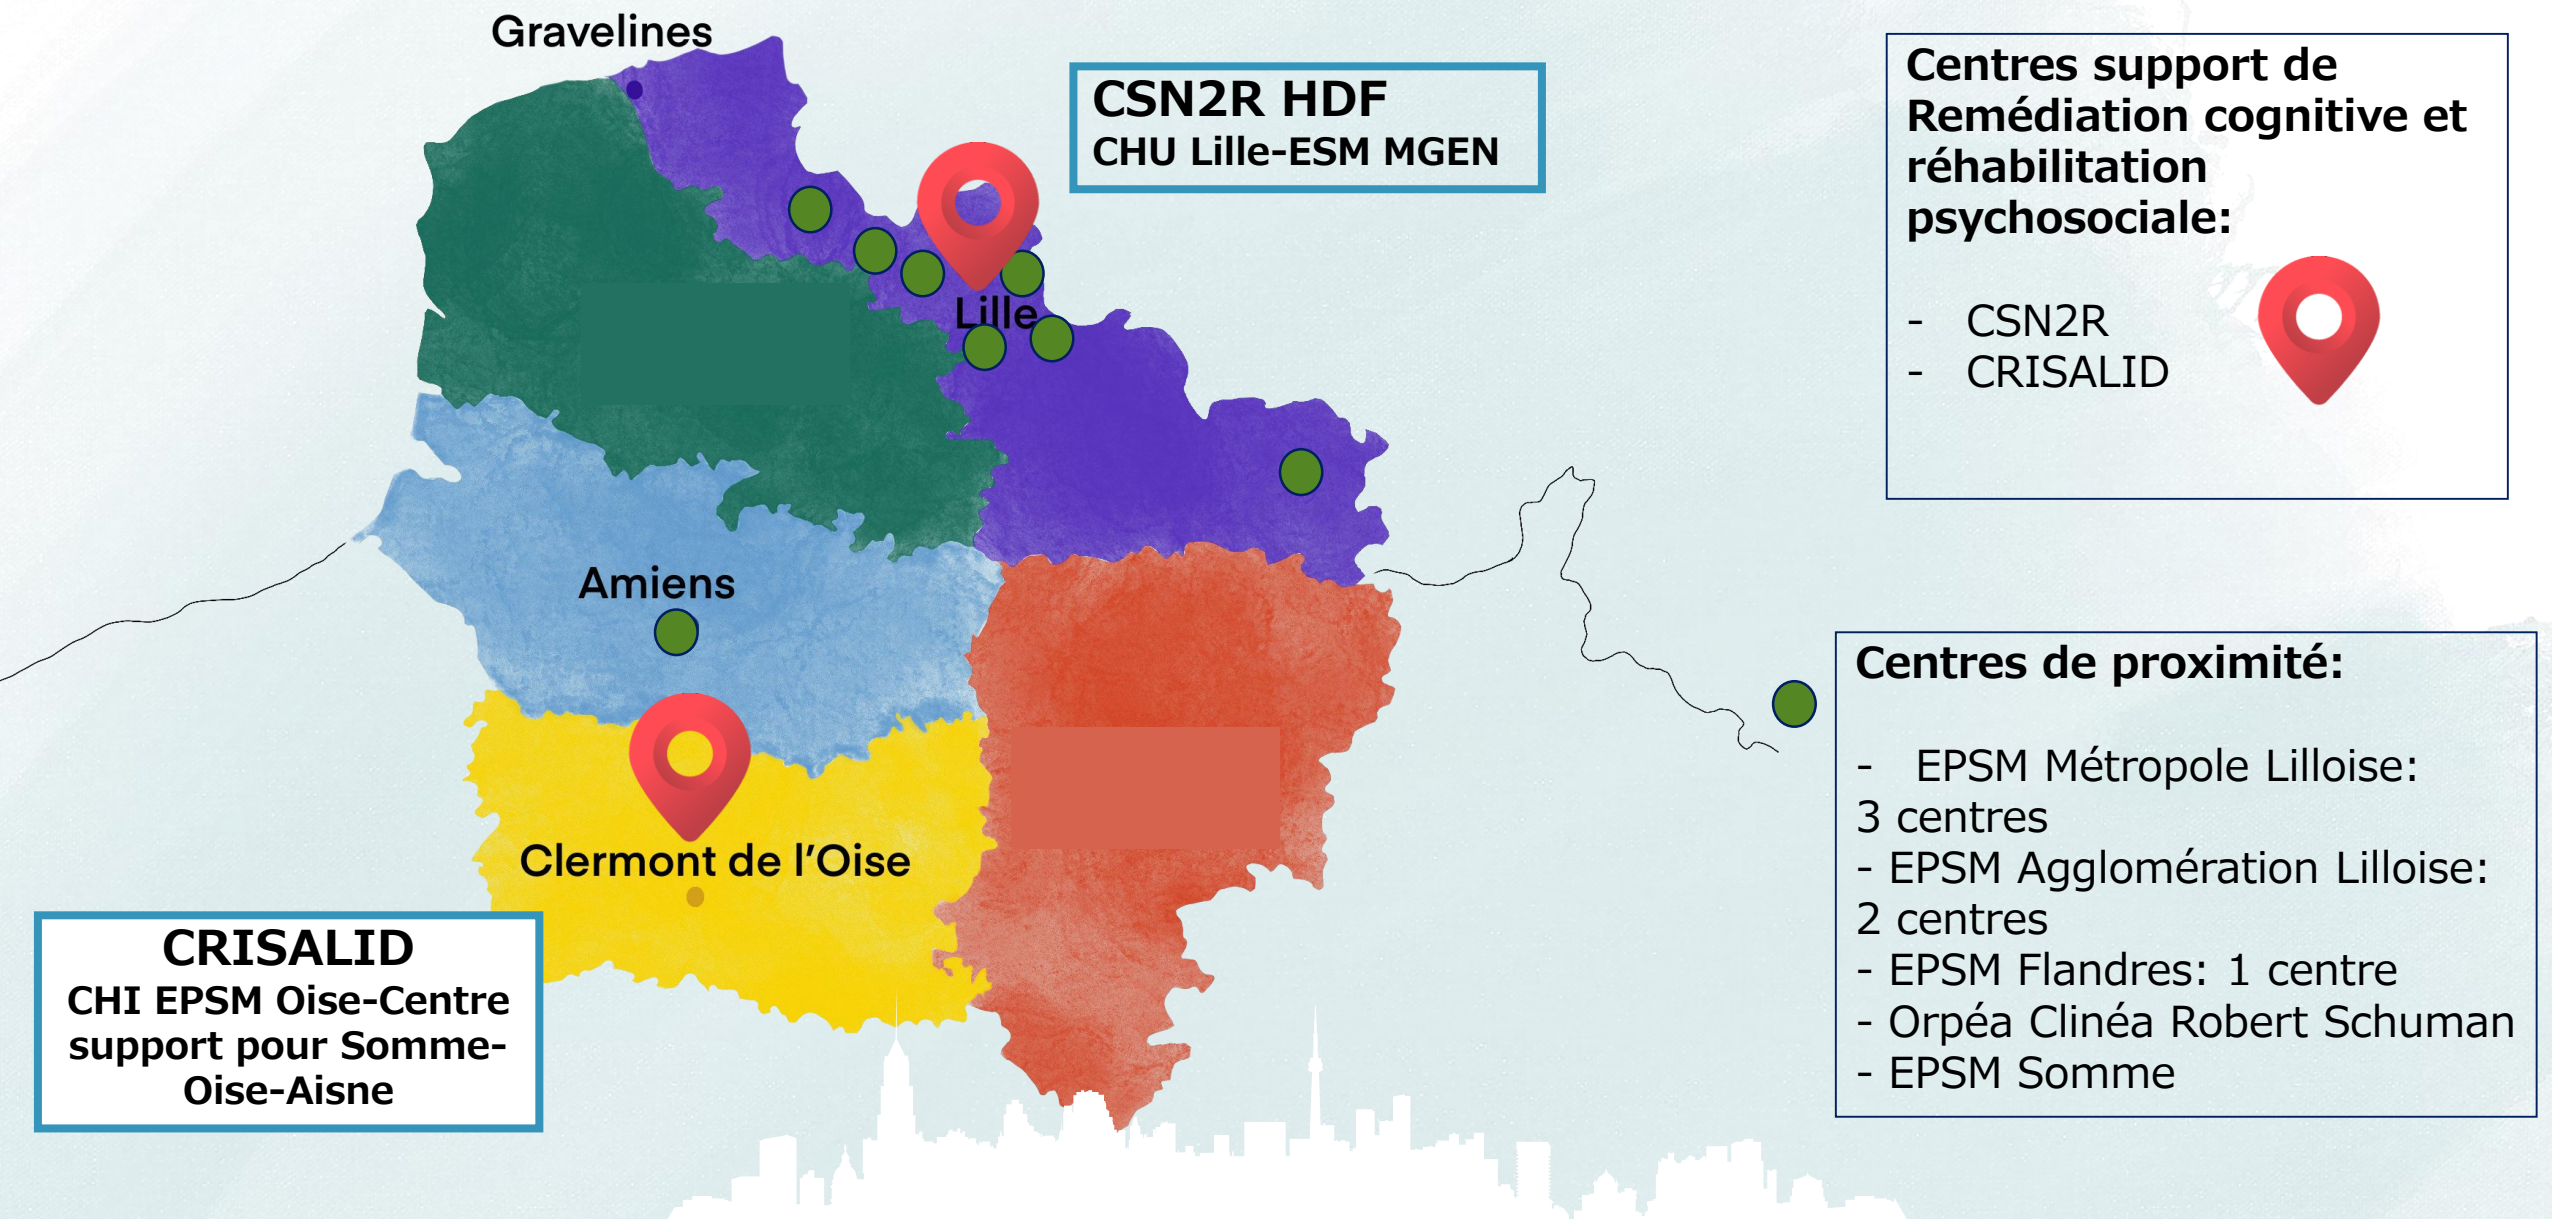 Gravelines
CSN2R HDF
CHU Lille-ESM MGEN
Lille
Amiens
Clermont de l’Oise
CRISALID
CHI EPSM Oise-Centre
support pour Somme-
Oise-Aisne
Centres support de
Remédiation cognitive et
réhabilitation
psychosociale:
- CSN2R
- CRISALID
Centres de proximité:
- EPSM Métropole Lilloise:
3 centres
- EPSM Agglomération Lilloise:
2 centres
- EPSM Flandres: 1 centre
- Orpéa Clinéa Robert Schuman
- EPSM Somme